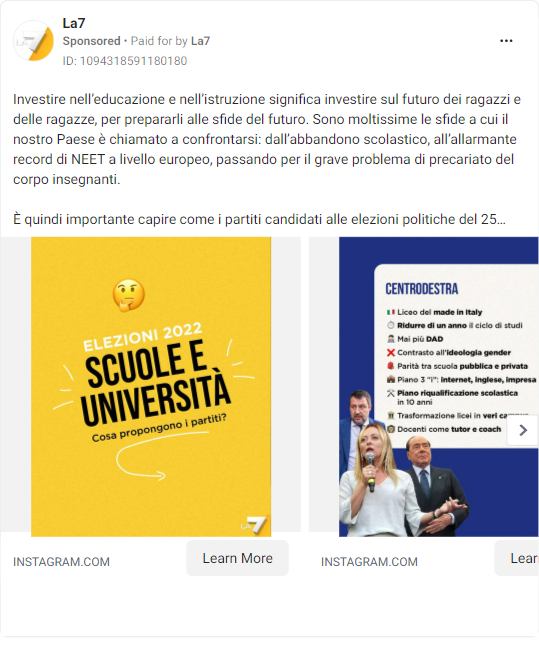 La7
Sponsored • Paid for by La7
ID: 1094318591180180
Investire nell'educazione e nell'istruzione significa investire sul futuro dei ragazzi e
delle ragazze, per prepararli alle sfide del futuro. Sono moltissime le sfide a cui il
nostro Paese è chiamato a confrontarsi: dall'abbandono scolastico, all'allarmante
record di NEET a livello europeo, passando per il grave problema di precariato del
corpo insegnanti.
È quindi importante capire come i partiti candidati alle elezioni politiche del 25...
ELEZIONI 2022
SCUOLE E
UNIVERSITÀ
Cosa propongono i partiti?
LA 7
INSTAGRAM.COM
Learn More
CENTRODESTRA
Liceo del made in Italy
Ridurre di un anno il ciclo di studi
Mai più DAD
Contrasto all'ideologia gender
Parità tra scuola pubblica e privata
Piano 3 "i": internet, inglese, impresa
Piano riqualificazione scolastica
in 10 anni
Trasformazione licei in veri
Docenti come tutor e coach
INSTAGRAM.COM
Lear